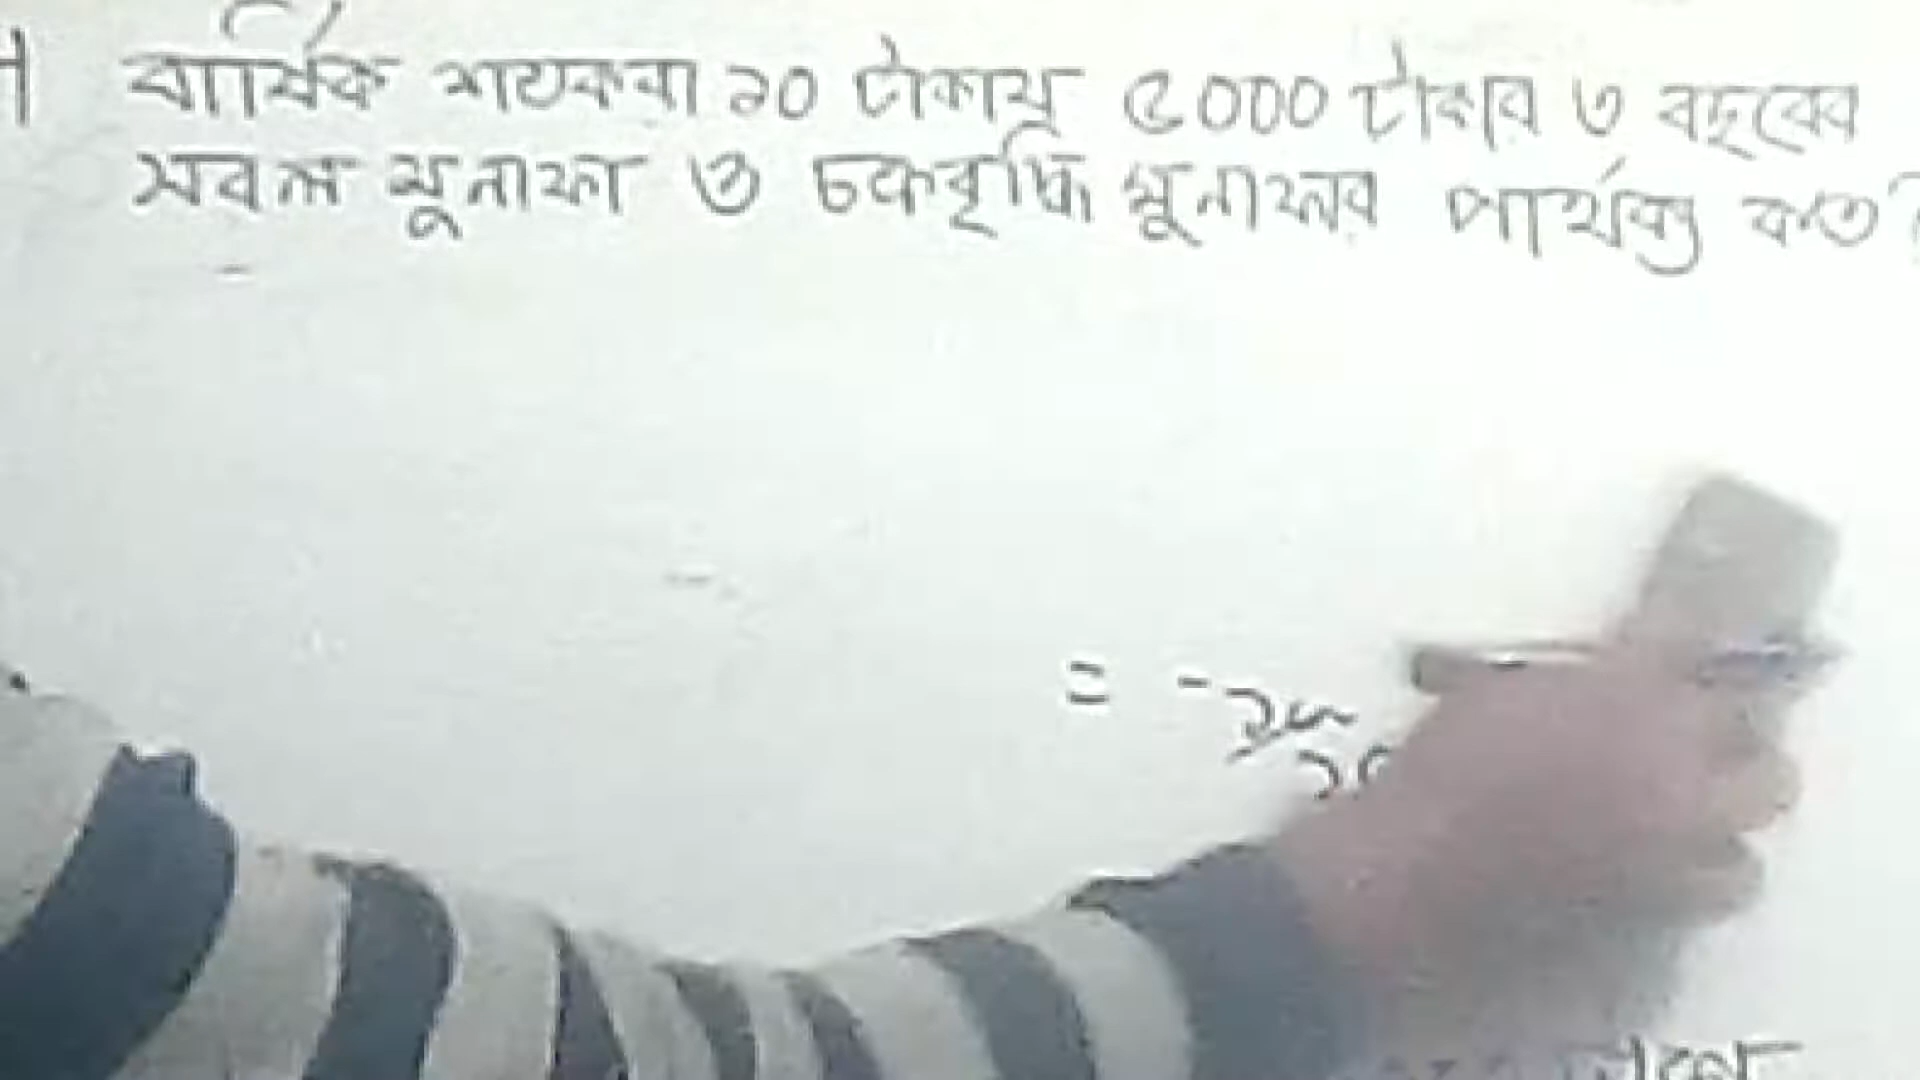 বার্ষিক শতকরা ১০ টাকায় ৫০০০ টাকার ৩ বছরের
সরল মুনাফা ও চক্রবৃদ্ধি মুনাফার পার্থক্য কত
=